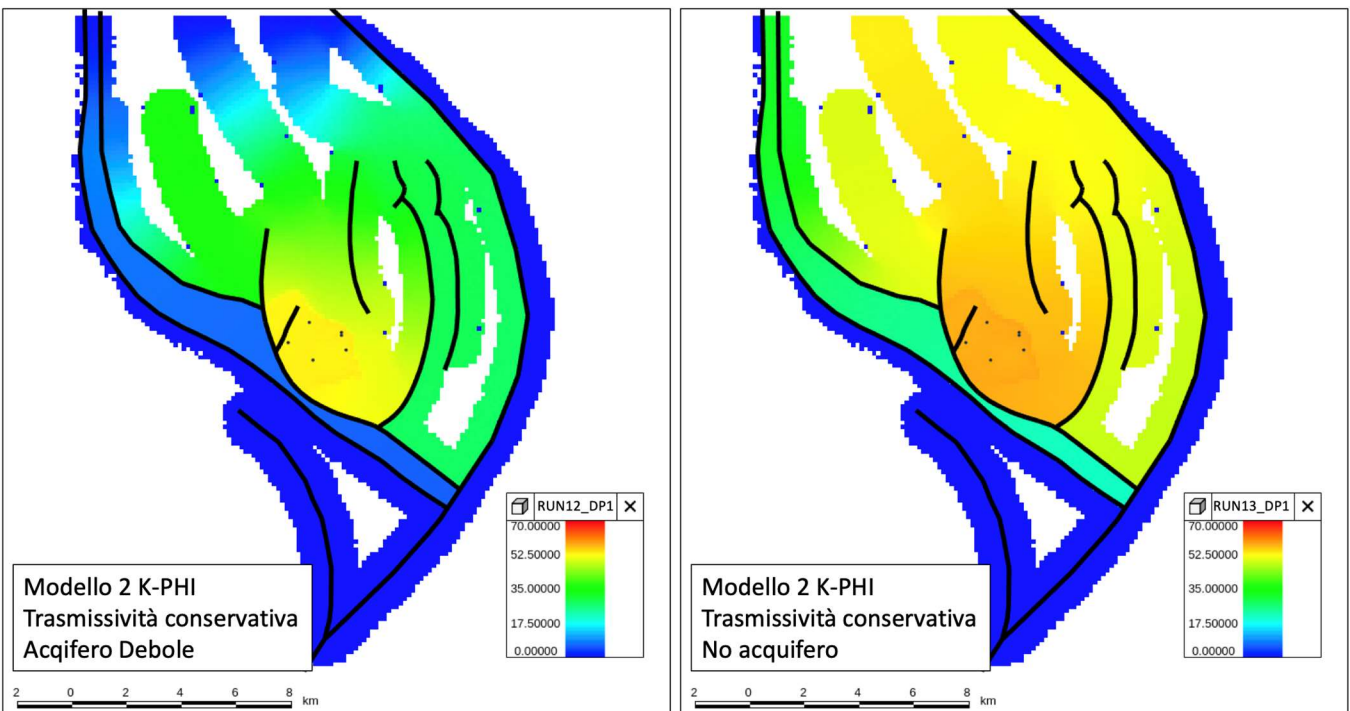 RUN12_DP1
70.00000
52.50000
35.00000
17.50000
0.00000
Modello 2 K-PHI
Trasmissività conservativa
Acqifero Debole
2 0 2 4 6 8 km
RUN13_DP1
70.00000
52.50000
35.00000
17.50000
0.00000
Modello 2 K-PHI
Trasmissività conservativa
No acquifero
2 0 2 4 6 8 km